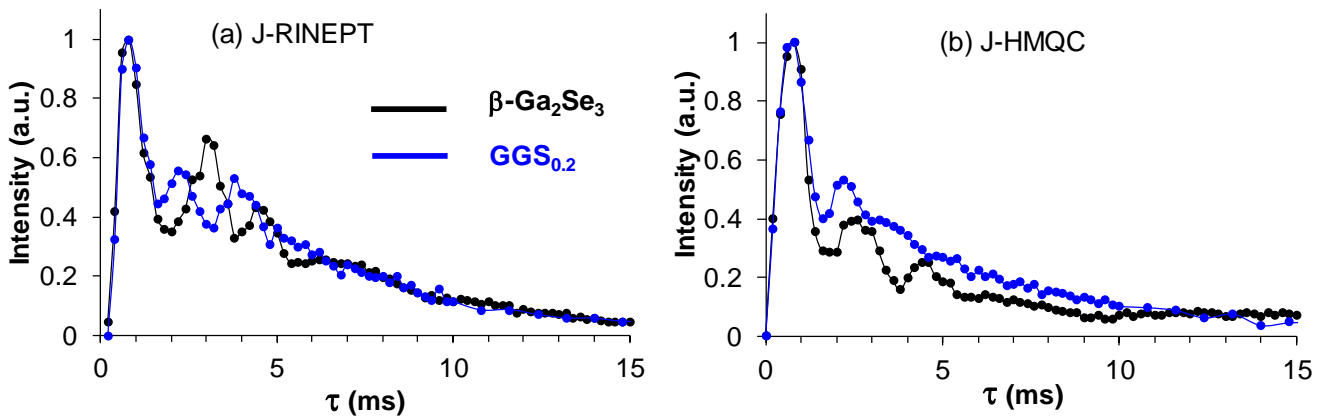 (a) J-RINEPT
β-Ga₂Se₃
GGS₀.₂
Intensity (a.u.)
1
0.8
0.6
0.4
0.2
0
0
5
10
15
τ (ms)
(b) J-HMQC
Intensity (a.u.)
1
0.8
0.6
0.4
0.2
0
0
5
10
15
τ (ms)